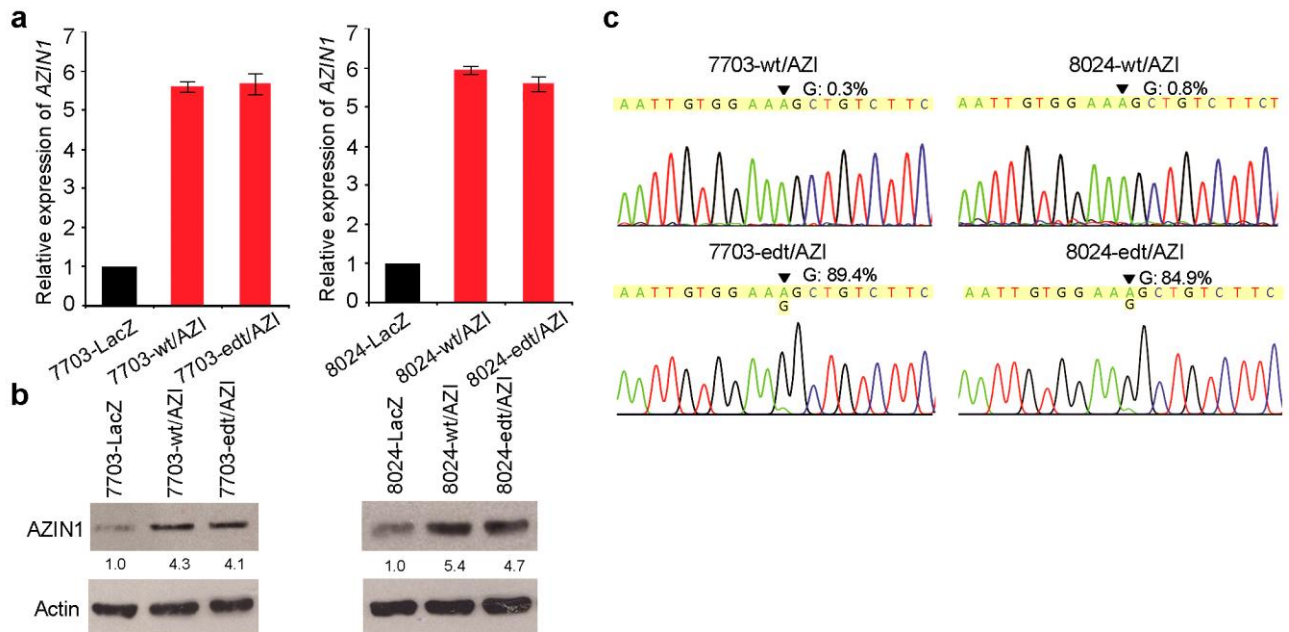 a
Relative expression of AZIN1
7
6
5
4
3
2
1
0
7703-LacZ
7703-wt/AZI
7703-edt/AZI
Relative expression of AZIN1
7
6
5
4
3
2
1
0
8024-LacZ
8024-wt/AZI
8024-edt/AZI
b
7703-LacZ
7703-wt/AZI
7703-edt/AZI
8024-LacZ
8024-wt/AZI
8024-edt/AZI
AZIN1
1.0 4.3 4.1
1.0 5.4 4.7
Actin
c
7703-wt/AZI
G: 0.3%
A A T T G T G G A A A G C T G T C T T C
8024-wt/AZI
G: 0.8%
A A T T G T G G A A A G C T G T C T T C T
7703-edt/AZI
G: 89.4%
A A T T G T G G A A A G C T G T C T T C
G
8024-edt/AZI
G: 84.9%
A A T T G T G G A A A G C T G T C T T C
G